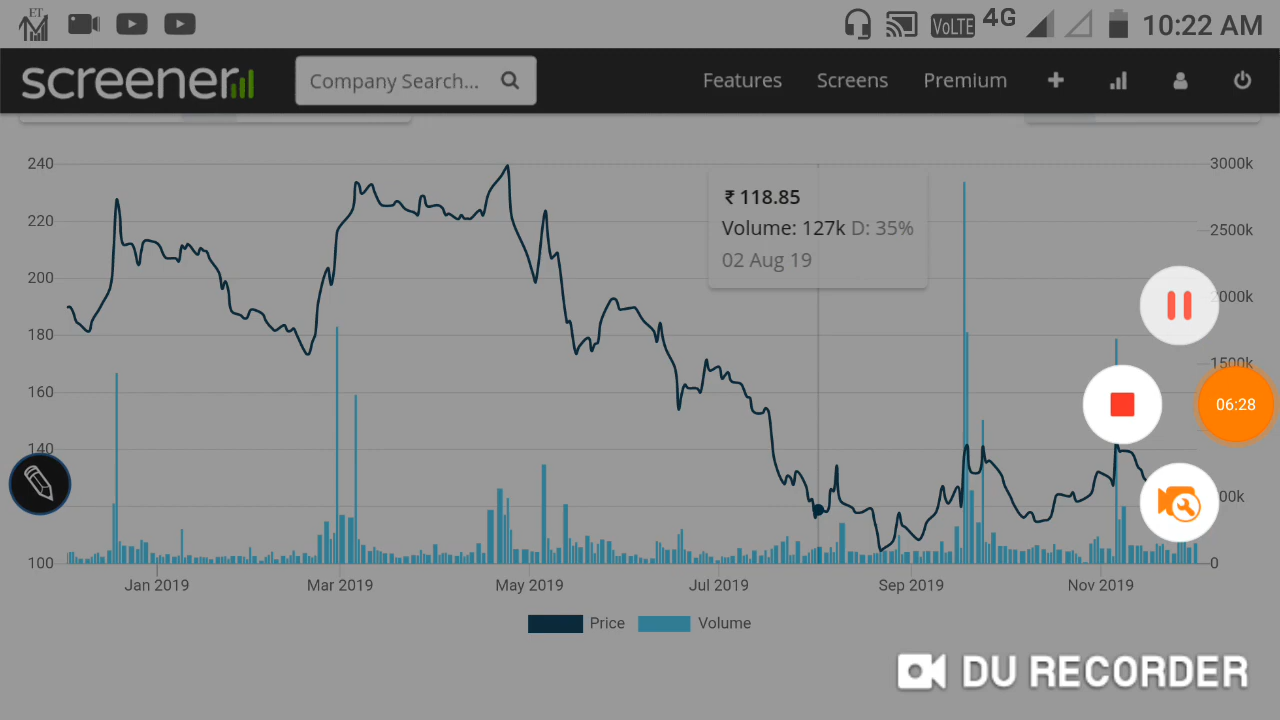 ET
VoLTE 4G 10:22 AM
screener Company Search... Features Screens Premium
240 3000k
₹ 118.85
Volume: 127k D: 35%
02 Aug 19
220 2500k
200 2000k
180
1500k
160
06:28
140
00k
100 0
Jan 2019 Mar 2019 May 2019 Jul 2019 Sep 2019 Nov 2019
Price Volume
DU RECORDER